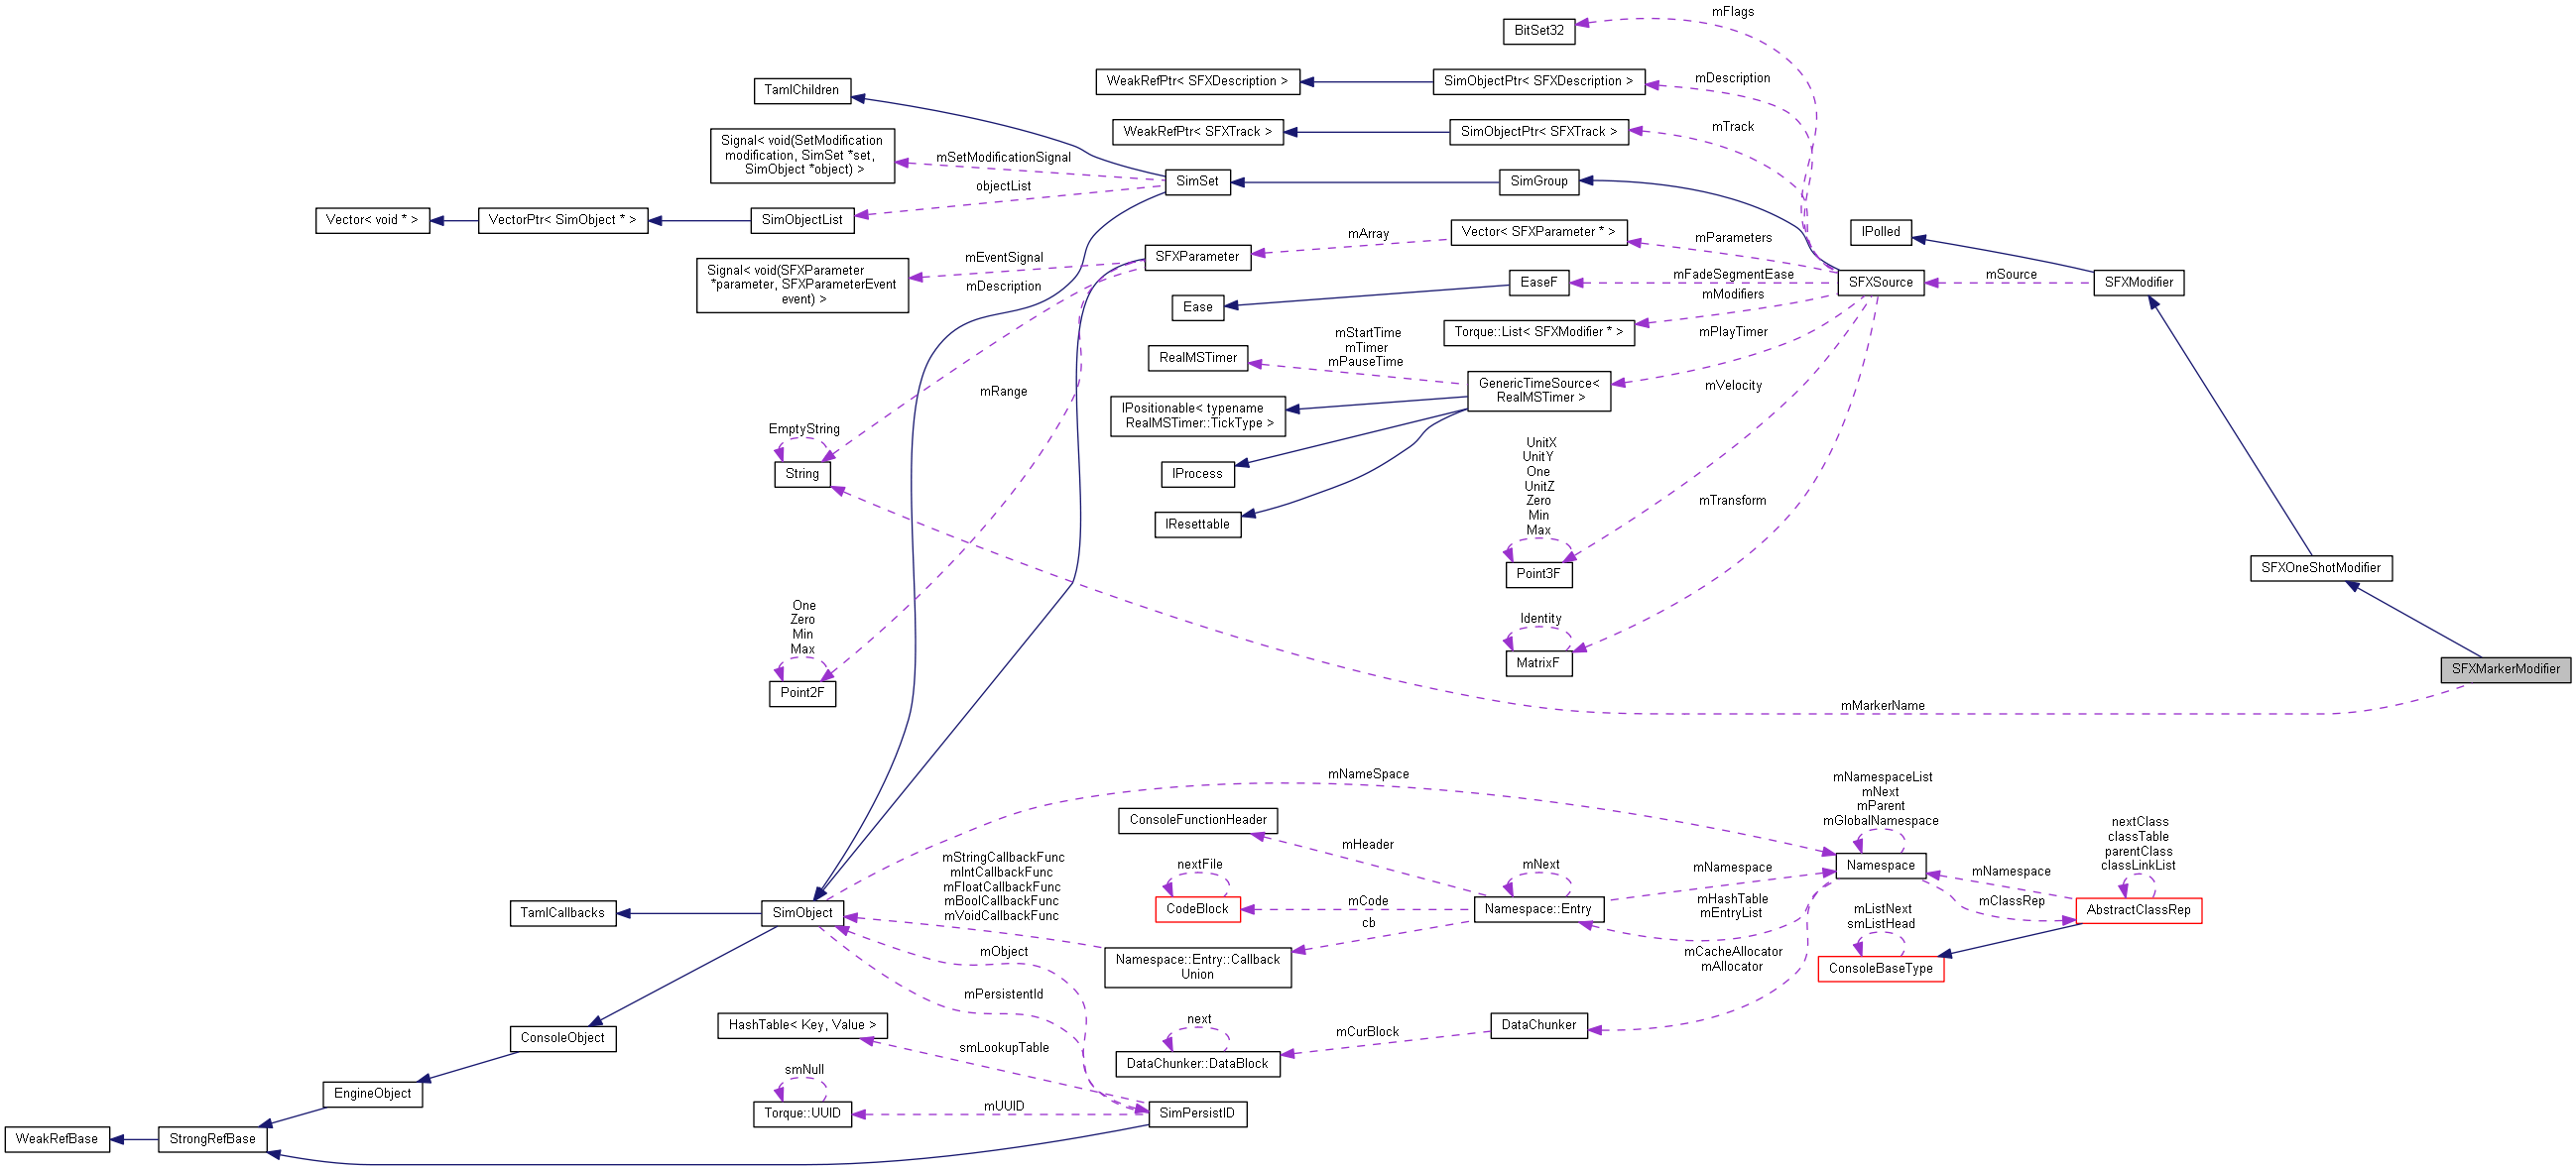 mFlags
BitSet32
WeakRefPtr< SFXDescription >
SimObjectPtr< SFXDescription >
mDescription
TamlChildren
WeakRefPtr< SFXTrack >
SimObjectPtr< SFXTrack >
mTrack
Signal< void(SetModification
modification, SimSet *set,
SimObject *object) >
mSetModificationSignal
objectList
SimSet
SimGroup
Vector< void * >
VectorPtr< SimObject * >
SimObjectList
IPolled
Vector< SFXParameter * >
mArray
mParameters
SFXParameter
mEventSignal
mDescription
Signal< void(SFXParameter
*parameter, SFXParameterEvent
event) >
mFadeSegmentEase
EaseF
Ease
mModifiers
SFXSource
mSource
SFXModifier
Torque::List< SFXModifier * >
mPlayTimer
mStartTime
mTimer
mPauseTime
RealMSTimer
GenericTimeSource<
RealMSTimer >
mVelocity
mRange
IPositionable< typename
RealMSTimer::TickType >
EmptyString
String
IProcess
IResettable
UnitX
UnitY
One
UnitZ
Zero
Min
Max
Point3F
mTransform
SFXOneShotModifier
One
Zero
Min
Max
Point2F
Identity
MatrixF
SFXMarkerModifier
mMarkerName
mNameSpace
mNamespaceList
mNext
mParent
mGlobalNamespace
Namespace
nextClass
classTable
parentClass
classLinkList
AbstractClassRep
ConsoleFunctionHeader
mHeader
mNext
mNamespace
mNamespace
mClassRep
mStringCallbackFunc
mIntCallbackFunc
mFloatCallbackFunc
mBoolCallbackFunc
mVoidCallbackFunc
nextFile
CodeBlock
mCode
cb
Namespace::Entry
mHashTable
mEntryList
TamlCallbacks
SimObject
mListNext
smListHead
ConsoleBaseType
mObject
Namespace::Entry::Callback
Union
mCacheAllocator
mAllocator
mPersistentId
ConsoleObject
HashTable< Key, Value >
smLookupTable
next
DataChunker::DataBlock
mCurBlock
DataChunker
EngineObject
smNull
Torque::UUID
mUUID
SimPersistID
WeakRefBase
StrongRefBase